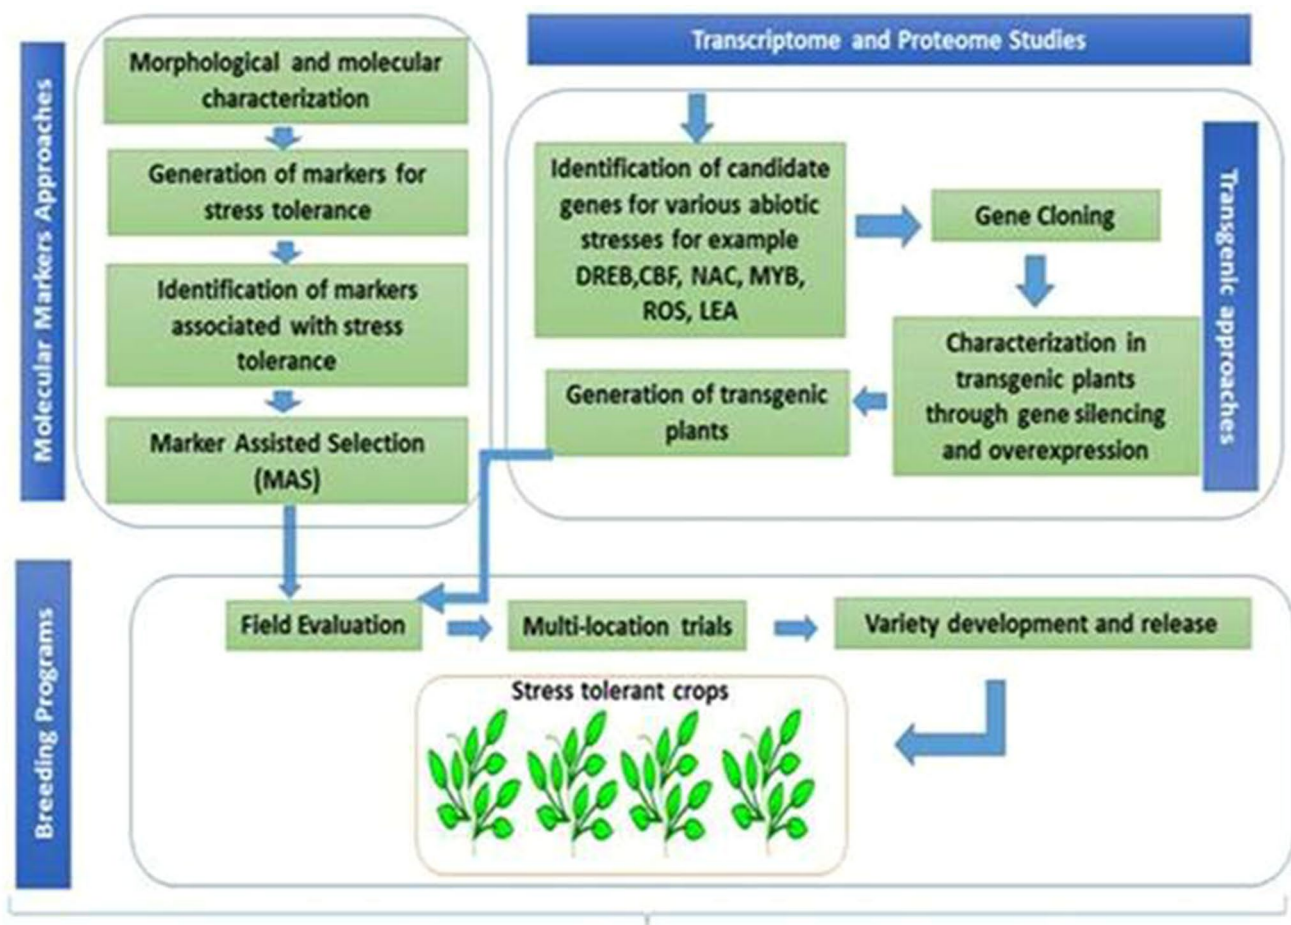 Molecular Markers Approaches
Morphological and molecular
characterization
Generation of markers for
stress tolerance
Identification of markers
associated with stress
tolerance
Marker Assisted Selection
(MAS)
Transcriptome and Proteome Studies
Identification of candidate
genes for various abiotic
stresses for example
DREB,CBF, NAC, MYB,
ROS, LEA
Gene Cloning
Characterization in
transgenic plants
through gene silencing
and overexpression
Generation of transgenic
plants
Transgenic approaches
Breeding Programs
Field Evaluation
Multi-location trials
Variety development and release
Stress tolerant crops